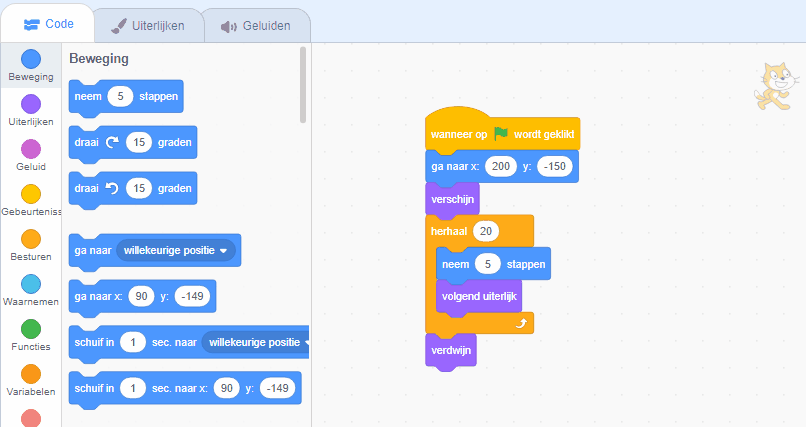 Code
Uiterlijken
Geluiden
Beweging
Uiterlijken
Geluid
Gebeurteniss
Besturen
Waarnemen
Functies
Variabelen
Beweging
neem 5 stappen
draai 15 graden
draai 15 graden
ga naar willekeurige positie
ga naar x: 90 y: -149
schuif in 1 sec. naar willekeurige positie
schuif in 1 sec. naar x: 90 y: -149
wanneer op wordt geklikt
ga naar x: 200 y: -150
verschijn
herhaal 20
neem 5 stappen
volgend uiterlijk
verdwijn